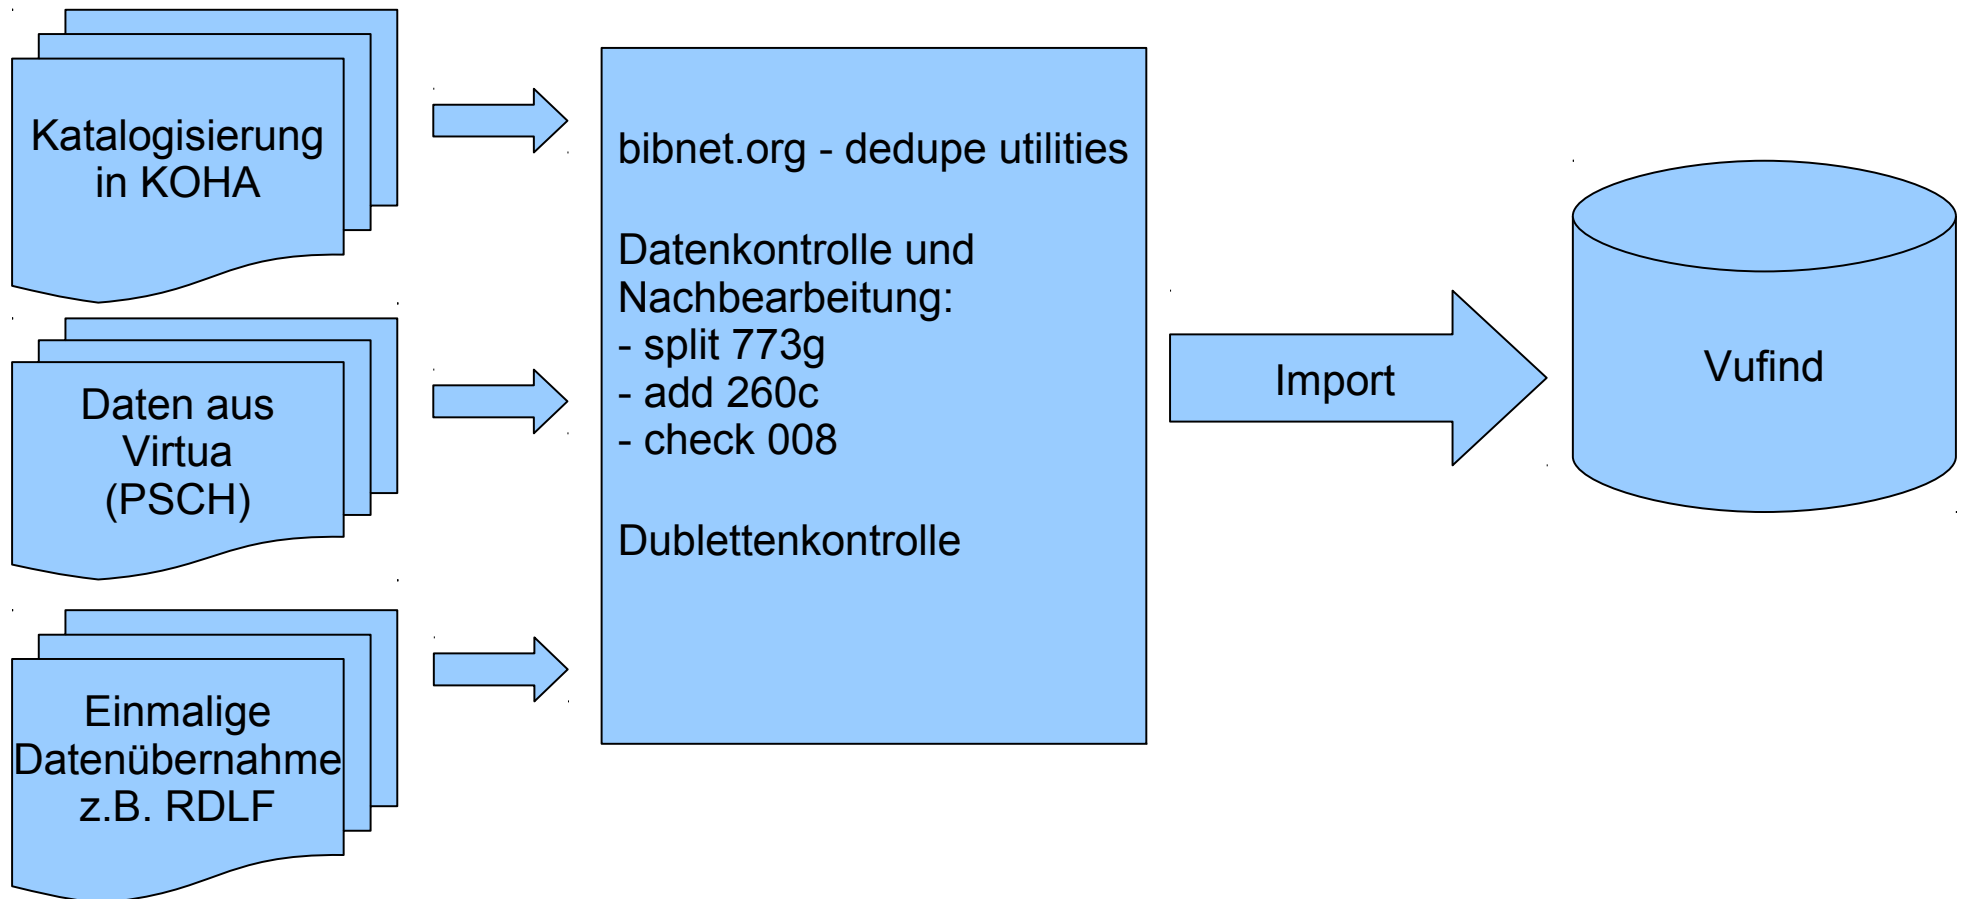 Katalogisierung
in KOHA
Daten aus
Virtua
(PSCH)
Einmalige
Datenübernahme
z.B. RDLF
bibnet.org - dedupe utilities
Datenkontrolle und
Nachbearbeitung:
- split 773g
- add 260c
- check 008
Dublettenkontrolle
Import
Vufind